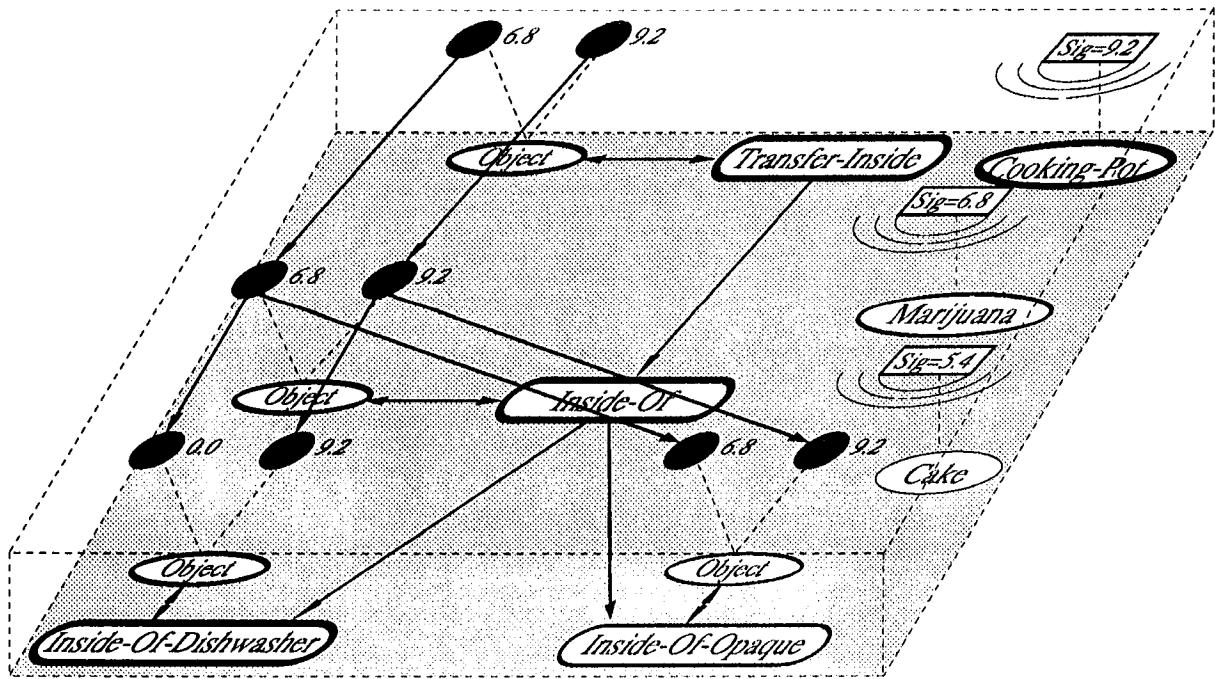 6.8
9.2
Sig=9.2
Object
Transfer-Inside
Cooking-Pot
Sig=6.8
6.8
9.2
Marijuana
Sig=5.4
Object
Inside-Of
0.0
9.2
6.8
9.2
Cake
Object
Object
Inside-Of-Dishwasher
Inside-Of-Opaque